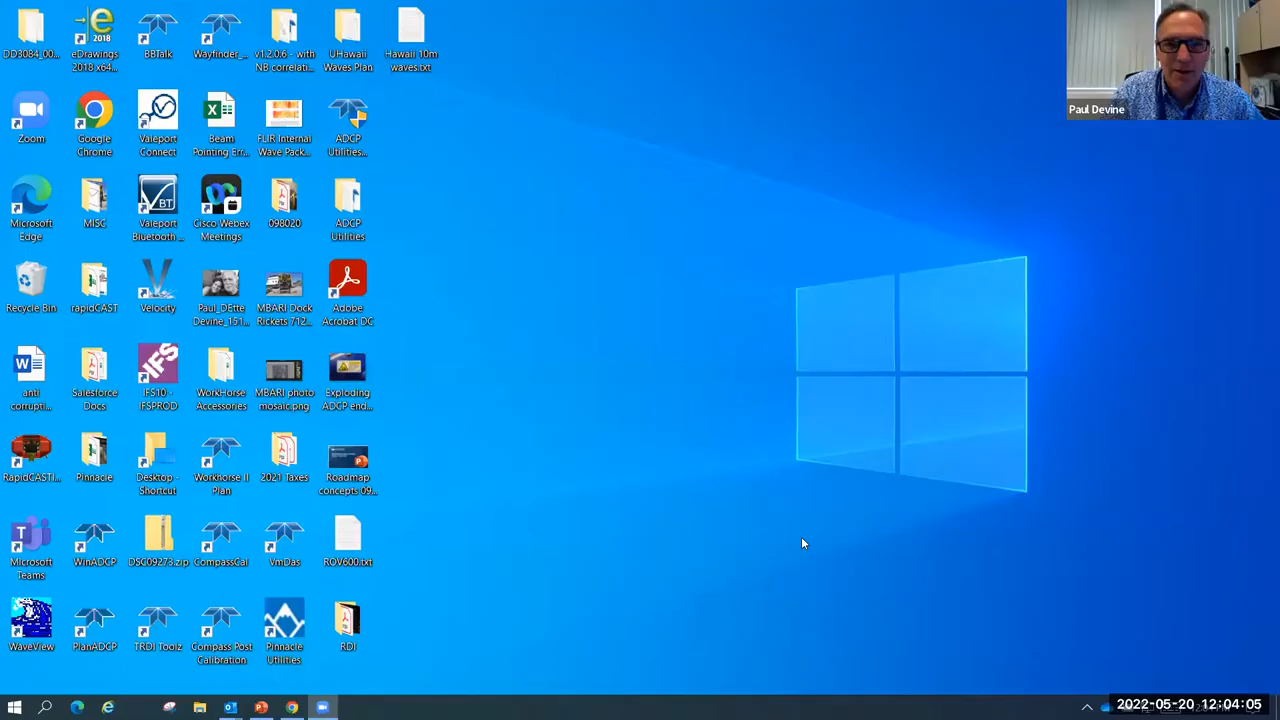 DD3084_00...
eDrawings
2018 x64...
BBTalk
Wayfinder_...
v1.2.0.6 - with
NB correlati...
UHawaii
Waves Plan
Hawaii 10m
waves.txt
Paul Devine
Zoom
Google
Chrome
Valeport
Connect
Beam
Pointing Err...
FLIR Internal
Wave Pack...
ADCP
Utilities...
Microsoft
Edge
MISC
Valeport
Bluetooth ...
Cisco Webex
Meetings
098020
ADCP
Utilities
Recycle Bin
rapidCAST
Velocity
Paul_DEtte
Devine_151...
MBARI Dock
Rickets 712...
Adobe
Acrobat DC
anti
corrupti...
Salesforce
Docs
IFS
IFS10 -
IFSPROD
WorkHorse
Accessories
MBARI photo
mosaic.png
Exploding
ADCP end...
RapidCASTI...
Pinnacle
Desktop -
Shortcut
Workhorse II
Plan
2021 Taxes
Roadmap
concepts 09...
Microsoft
Teams
WinADCP
DSC09273.zip
CompassCal
VmDas
ROV600.txt
WaveView
PlanADCP
TRDI Toolz
Compass Post
Calibration
Pinnacle
Utilities
RDI
2022-05-20 12:04:05